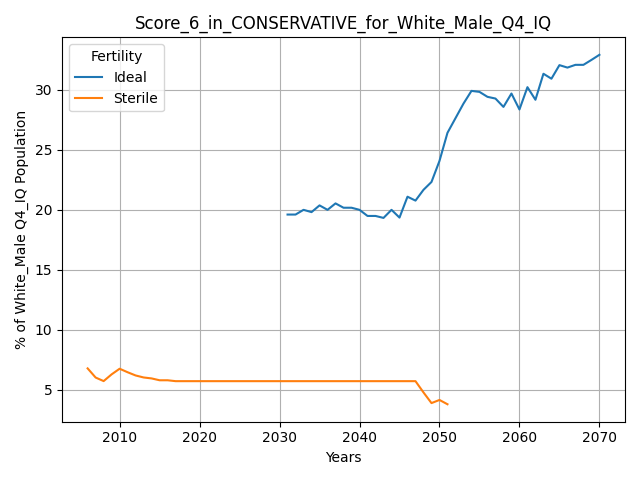 Score_6_in_CONSERVATIVE_for_White_Male_Q4_IQ
Fertility
Ideal
Sterile
% of White_Male Q4_IQ Population
30
25
20
15
10
5
2010 2020 2030 2040 2050 2060 2070
Years